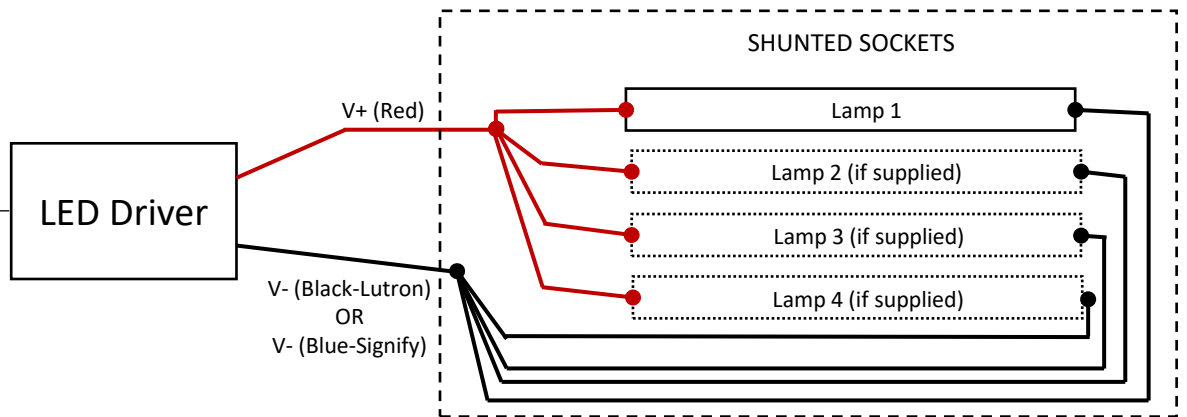 SHUNTED SOCKETS
V+ (Red)
Lamp 1
LED Driver
Lamp 2 (if supplied)
Lamp 3 (if supplied)
V- (Black-Lutron)
OR
V- (Blue-Signify)
Lamp 4 (if supplied)